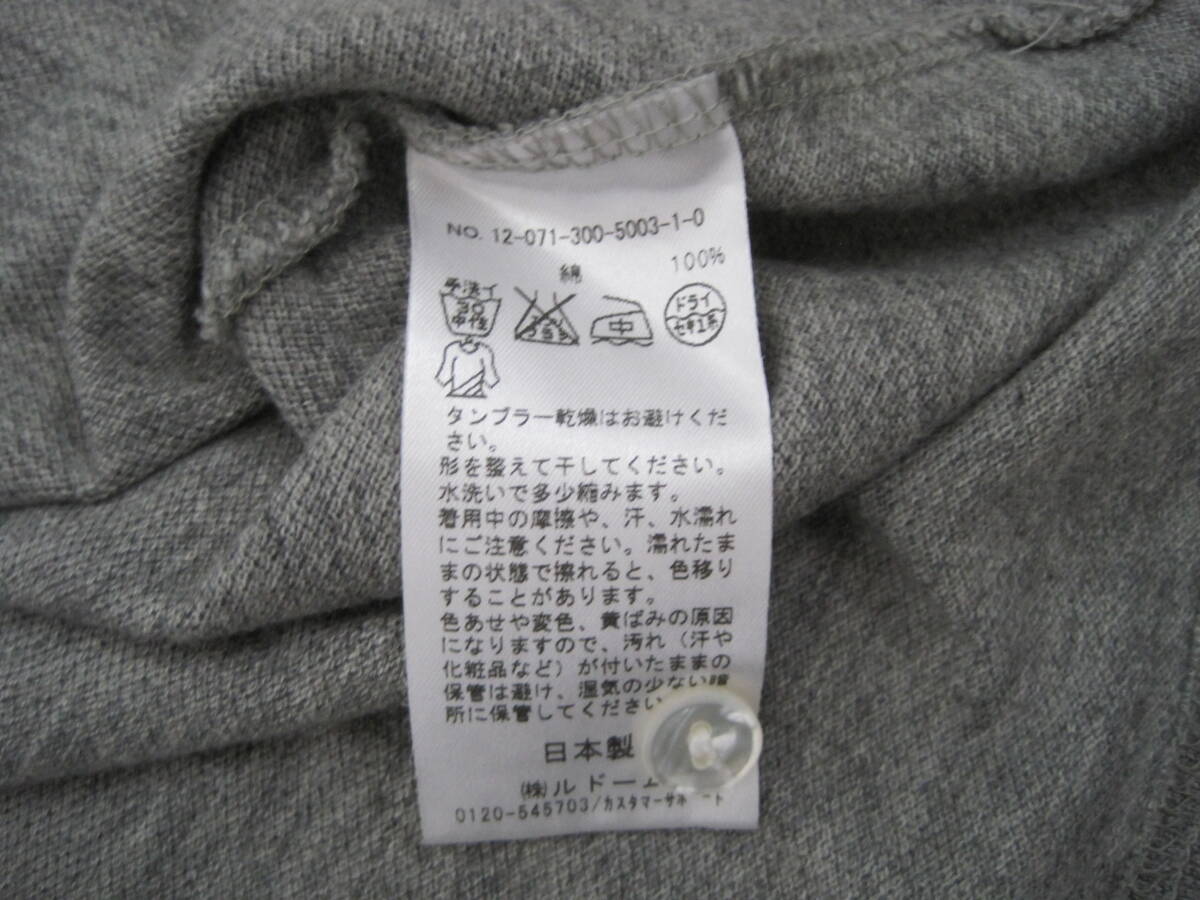 NO. 12-071-300-5003-1-0
綿 100%
手洗イ
30
中性
中
ドライ
セキユ系
タンブラー乾燥はお避けくだ
さい。
形を整えて干してください。
水洗いで多少縮みます。
着用中の摩擦や、汗、水濡れ
にご注意ください。濡れたま
まの状態で擦れると、色移り
することがあります。
色あせや変色、黄ばみの原因
になりますので、汚れ（汗や
化粧品など）が付いたままの
保管は避け、湿気の少ない暗
所に保管してください
日本製
㈱ルドー
0120-545703/カスタマーサポート